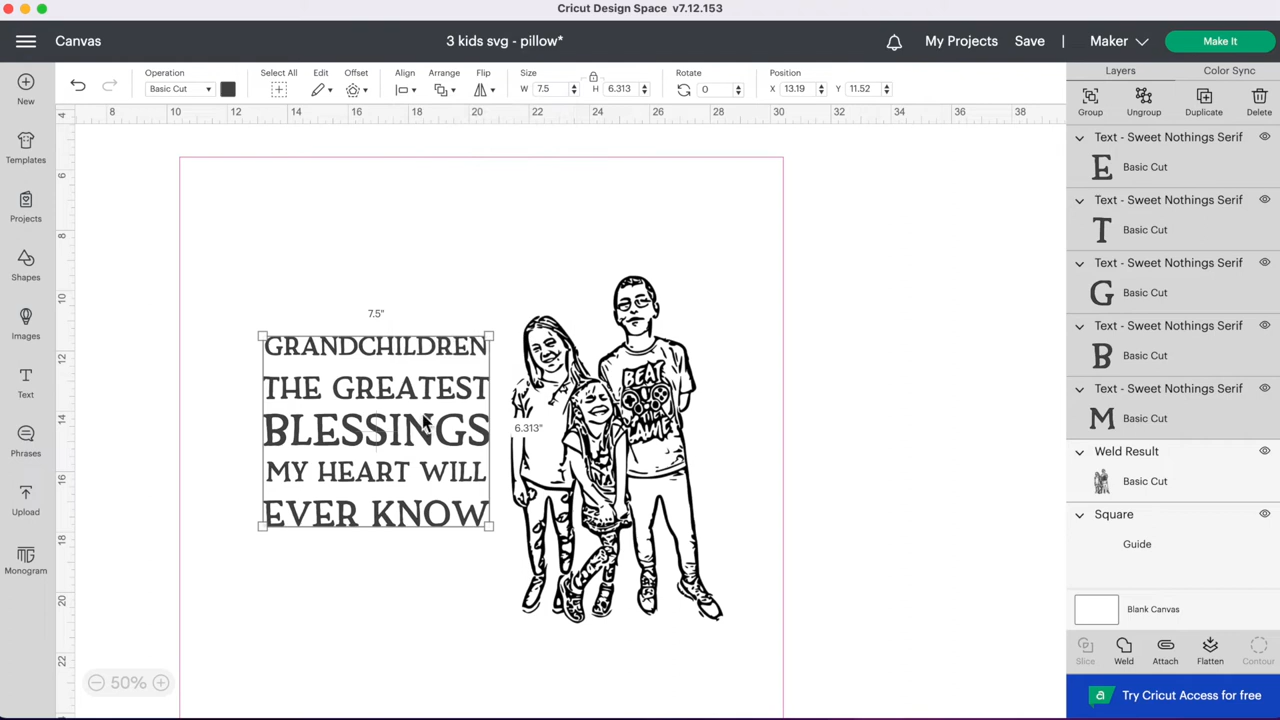 Cricut Design Space v7.12.153
Canvas
3 kids svg - pillow*
My Projects
Save
Maker
Make It
Operation
Basic Cut
Select All
Edit
Offset
Align
Arrange
Flip
Size
W 7.5
H 6.313
Rotate
0
Position
X 13.19
Y 11.52
Layers
Color Sync
Group
Ungroup
Duplicate
Delete
New
Templates
Projects
Shapes
Images
Text
Phrases
Upload
MG
Monogram
8 10 12 14 16 18 20 22 24 26 28 30 32 34 36 38
4
6
8
10
12
14
16
18
20
22
7.5"
GRANDCHILDREN
THE GREATEST
BLESSINGS
MY HEART WILL
EVER KNOW
6.313"
BEAT
50%
Text - Sweet Nothings Serif
E Basic Cut
Text - Sweet Nothings Serif
T Basic Cut
Text - Sweet Nothings Serif
G Basic Cut
Text - Sweet Nothings Serif
B Basic Cut
Text - Sweet Nothings Serif
M Basic Cut
Weld Result
Basic Cut
Square
Guide
Blank Canvas
Slice
Weld
Attach
Flatten
Contour
a Try Cricut Access for free